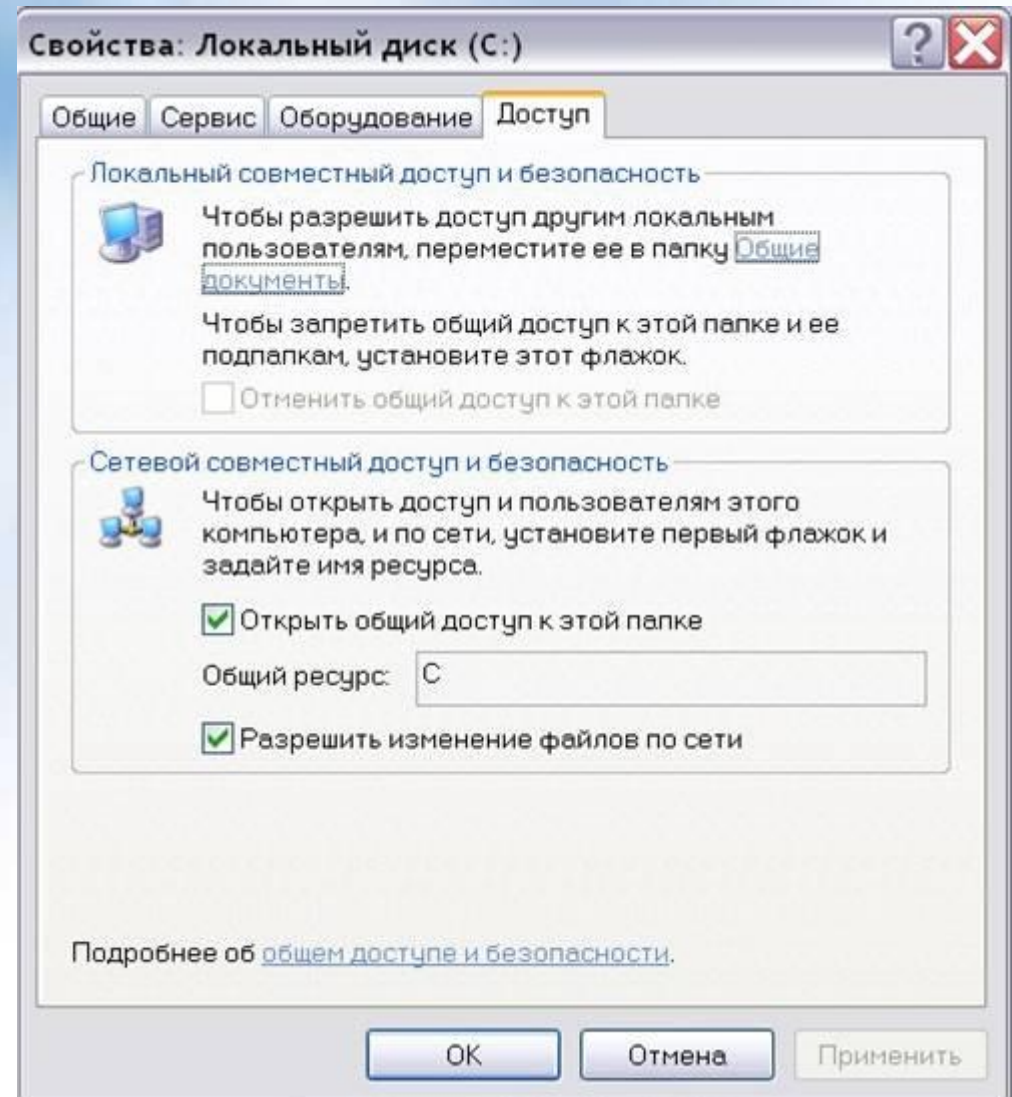 Свойства: Локальный диск (C:)
Общие Сервис Оборудование Доступ
Локальный совместный доступ и безопасность
Чтобы разрешить доступ другим локальным
пользователям, переместите ее в папку Общие
документы.
Чтобы запретить общий доступ к этой папке и ее
подпапкам, установите этот флажок.
Отменить общий доступ к этой папке
Сетевой совместный доступ и безопасность
Чтобы открыть доступ и пользователям этого
компьютера, и по сети, установите первый флажок и
задайте имя ресурса.
Открыть общий доступ к этой папке
Общий ресурс: C
Разрешить изменение файлов по сети
Подробнее об общем доступе и безопасности.
OK Отмена Применить